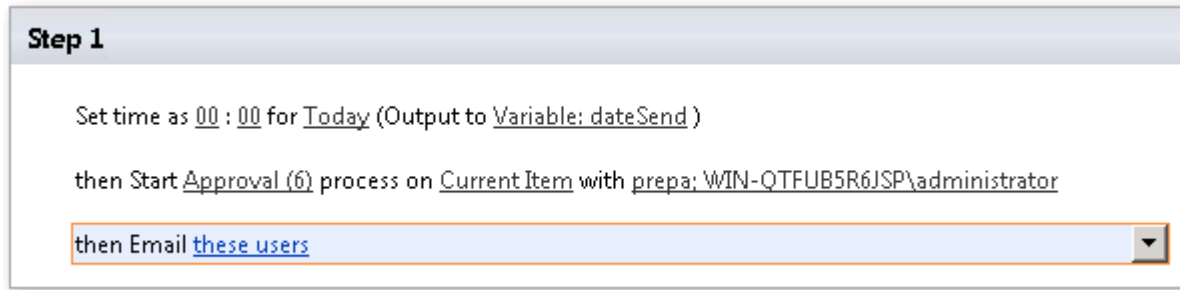 Step 1
Set time as 00 : 00 for Today (Output to Variable: dateSend )
then Start Approval (6) process on Current Item with prepa; WIN-QTFUB5R6JSP\administrator
then Email these users